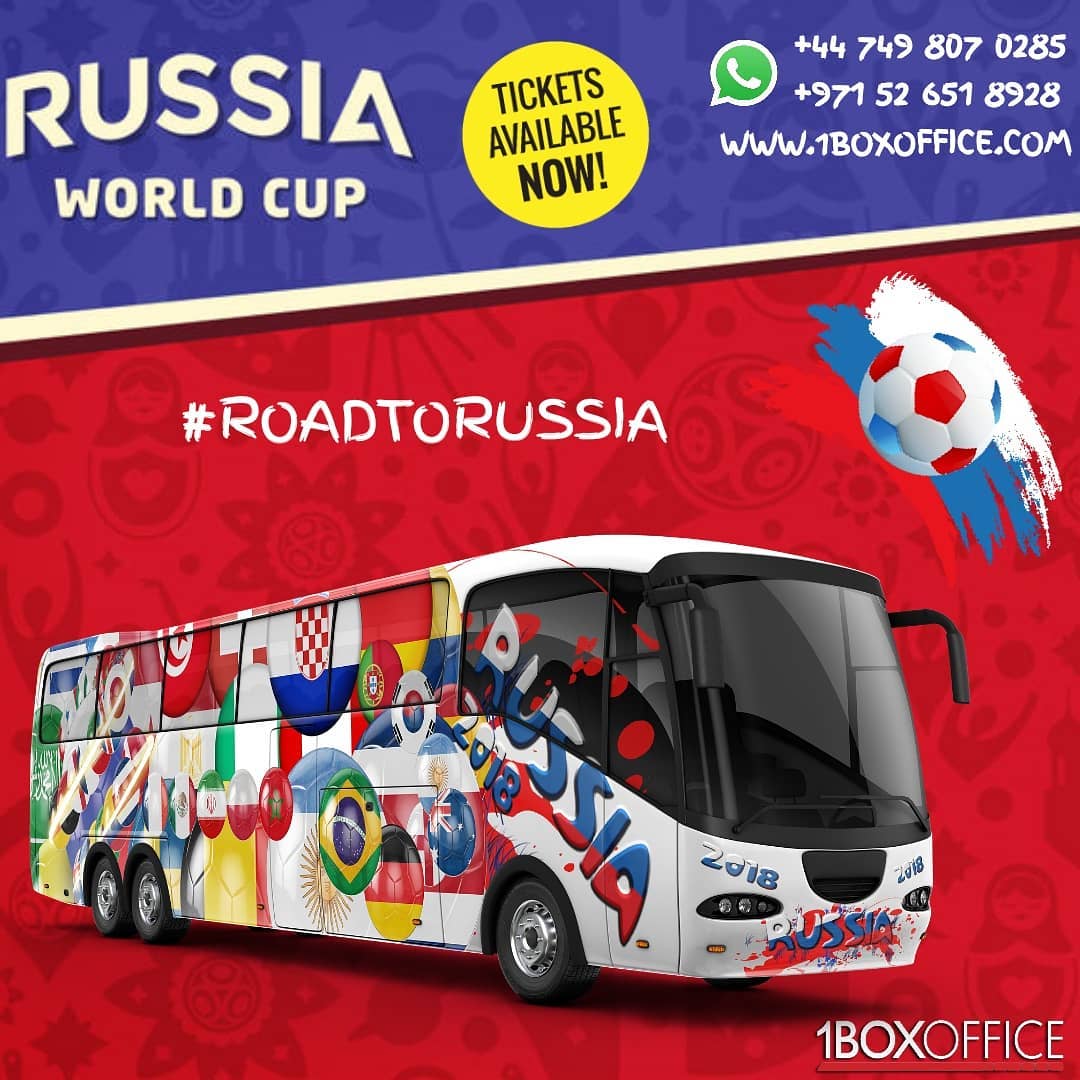 RUSSIA
WORLD CUP
TICKETS
AVAILABLE
NOW!
+44 749 807 0285
+971 52 651 8928
WWW.1BOXOFFICE.COM
#ROADTORUSSIA
RUSSIA
2018
2018
2018
RUSSIA
1BOXOFFICE